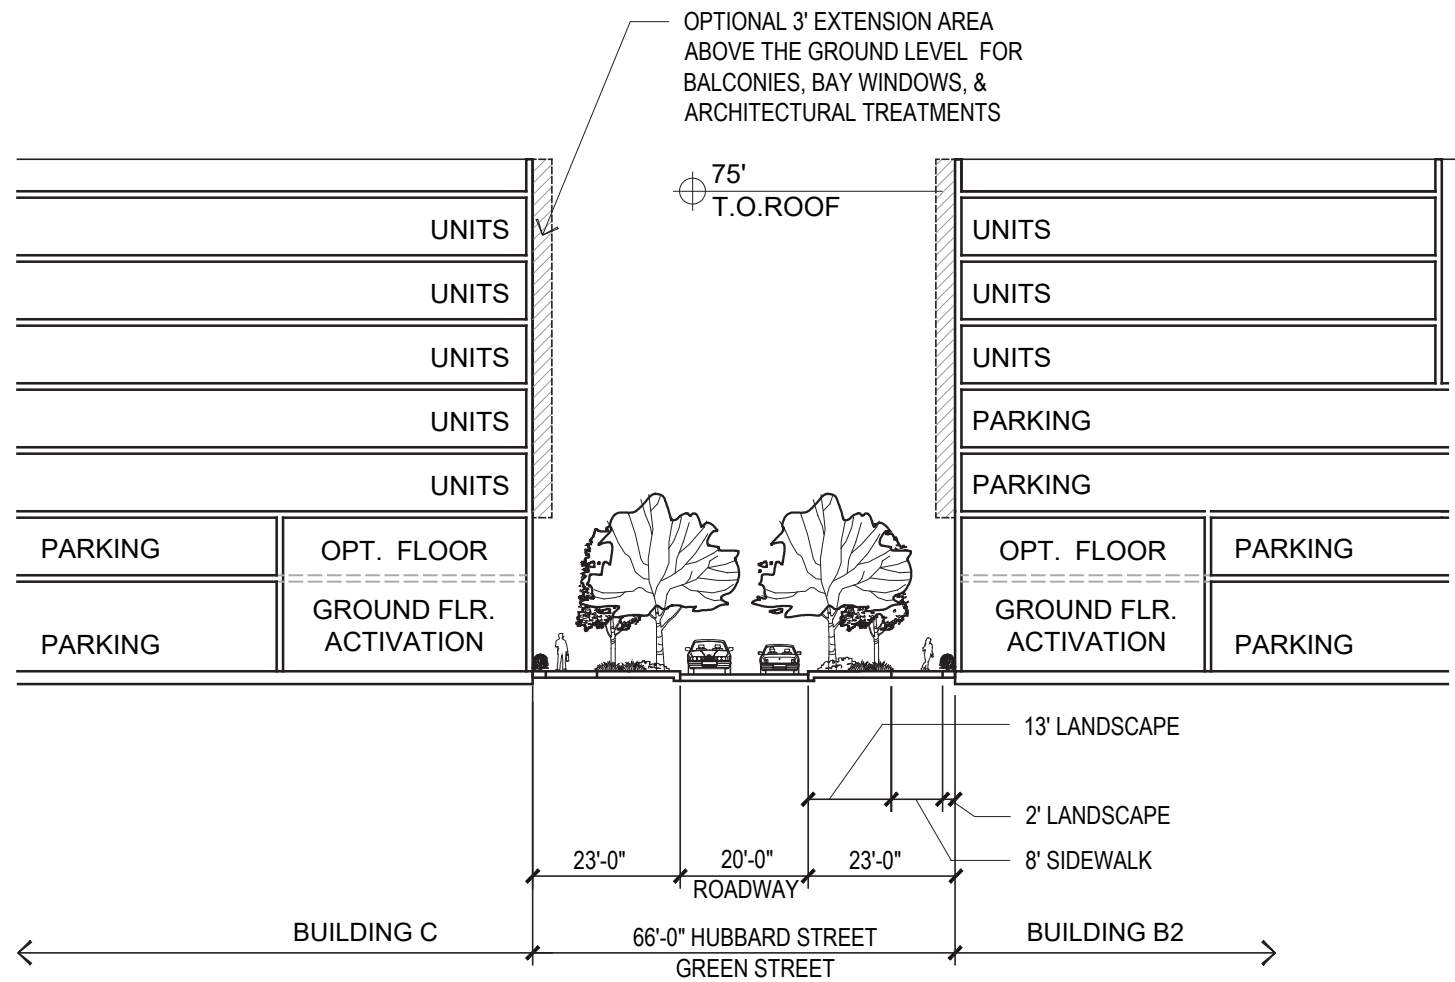 OPTIONAL 3' EXTENSION AREA
ABOVE THE GROUND LEVEL FOR
BALCONIES, BAY WINDOWS, &
ARCHITECTURAL TREATMENTS
75'
T.O.ROOF
UNITS
UNITS
UNITS
UNITS
UNITS
UNITS
UNITS
PARKING
UNITS
PARKING
PARKING
OPT. FLOOR
OPT. FLOOR
PARKING
PARKING
GROUND FLR.
ACTIVATION
GROUND FLR.
ACTIVATION
PARKING
13' LANDSCAPE
2' LANDSCAPE
8' SIDEWALK
23'-0"
20'-0"
23'-0"
ROADWAY
BUILDING C
66'-0" HUBBARD STREET
GREEN STREET
BUILDING B2